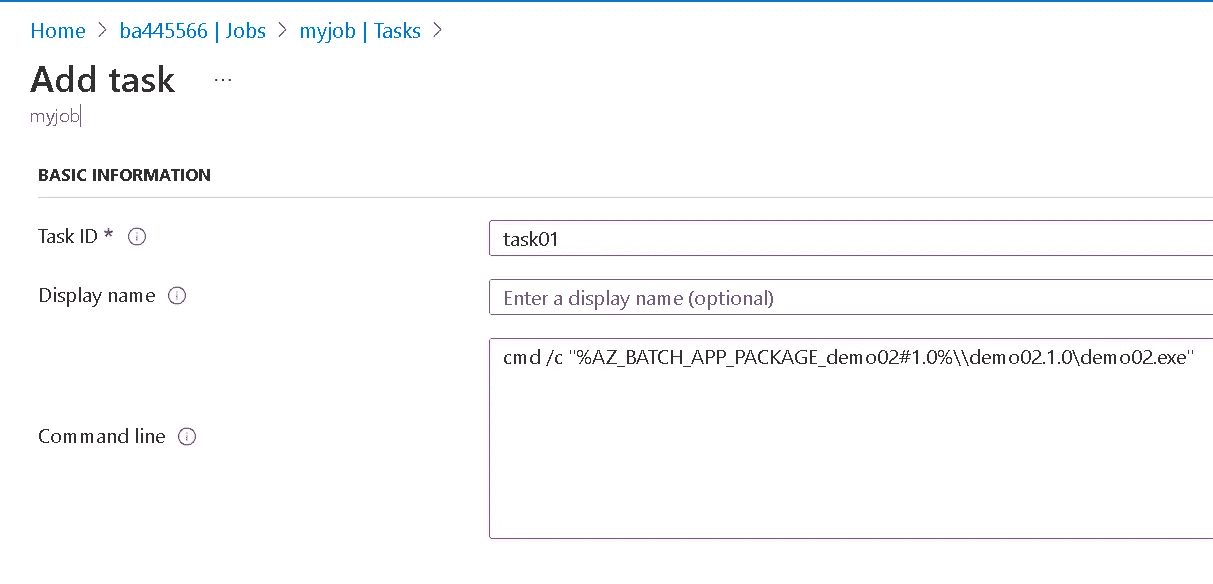 Home > ba445566 | Jobs > myjob | Tasks >
Add task ...
myjob
BASIC INFORMATION
Task ID *
task01
Display name
Enter a display name (optional)
cmd /c "%AZ_BATCH_APP_PACKAGE_demo02#1.0%\\demo02.1.0\demo02.exe"
Command line